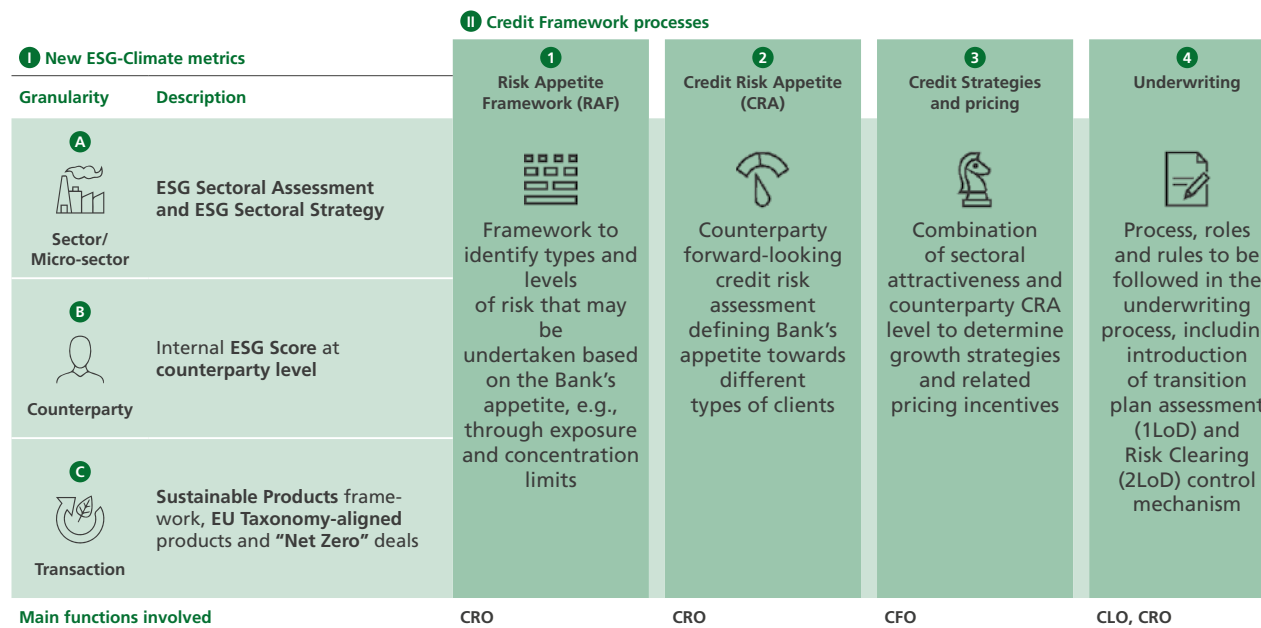 II Credit Framework processes
I New ESG-Climate metrics
Granularity Description
1
Risk Appetite
Framework (RAF)
2
Credit Risk Appetite
(CRA)
3
Credit Strategies
and pricing
4
Underwriting
A
Sector/
Micro-sector
ESG Sectoral Assessment
and ESG Sectoral Strategy
B
Counterparty
Internal ESG Score at
counterparty level
C
Transaction
Sustainable Products frame-
work, EU Taxonomy-aligned
products and “Net Zero” deals
Framework to
identify types and
levels
of risk that may
be
undertaken based
on the Bank’s
appetite, e.g.,
through exposure
and concentration
limits
Counterparty
forward-looking
credit risk
assessment
defining Bank’s
appetite towards
different
types of clients
Combination
of sectoral
attractiveness and
counterparty CRA
level to determine
growth strategies
and related
pricing incentives
Process, roles
and rules to be
followed in the
underwriting
process, includin
introduction
of transition
plan assessment
(1LoD) and
Risk Clearing
(2LoD) control
mechanism
Main functions involved CRO CRO CFO CLO, CRO